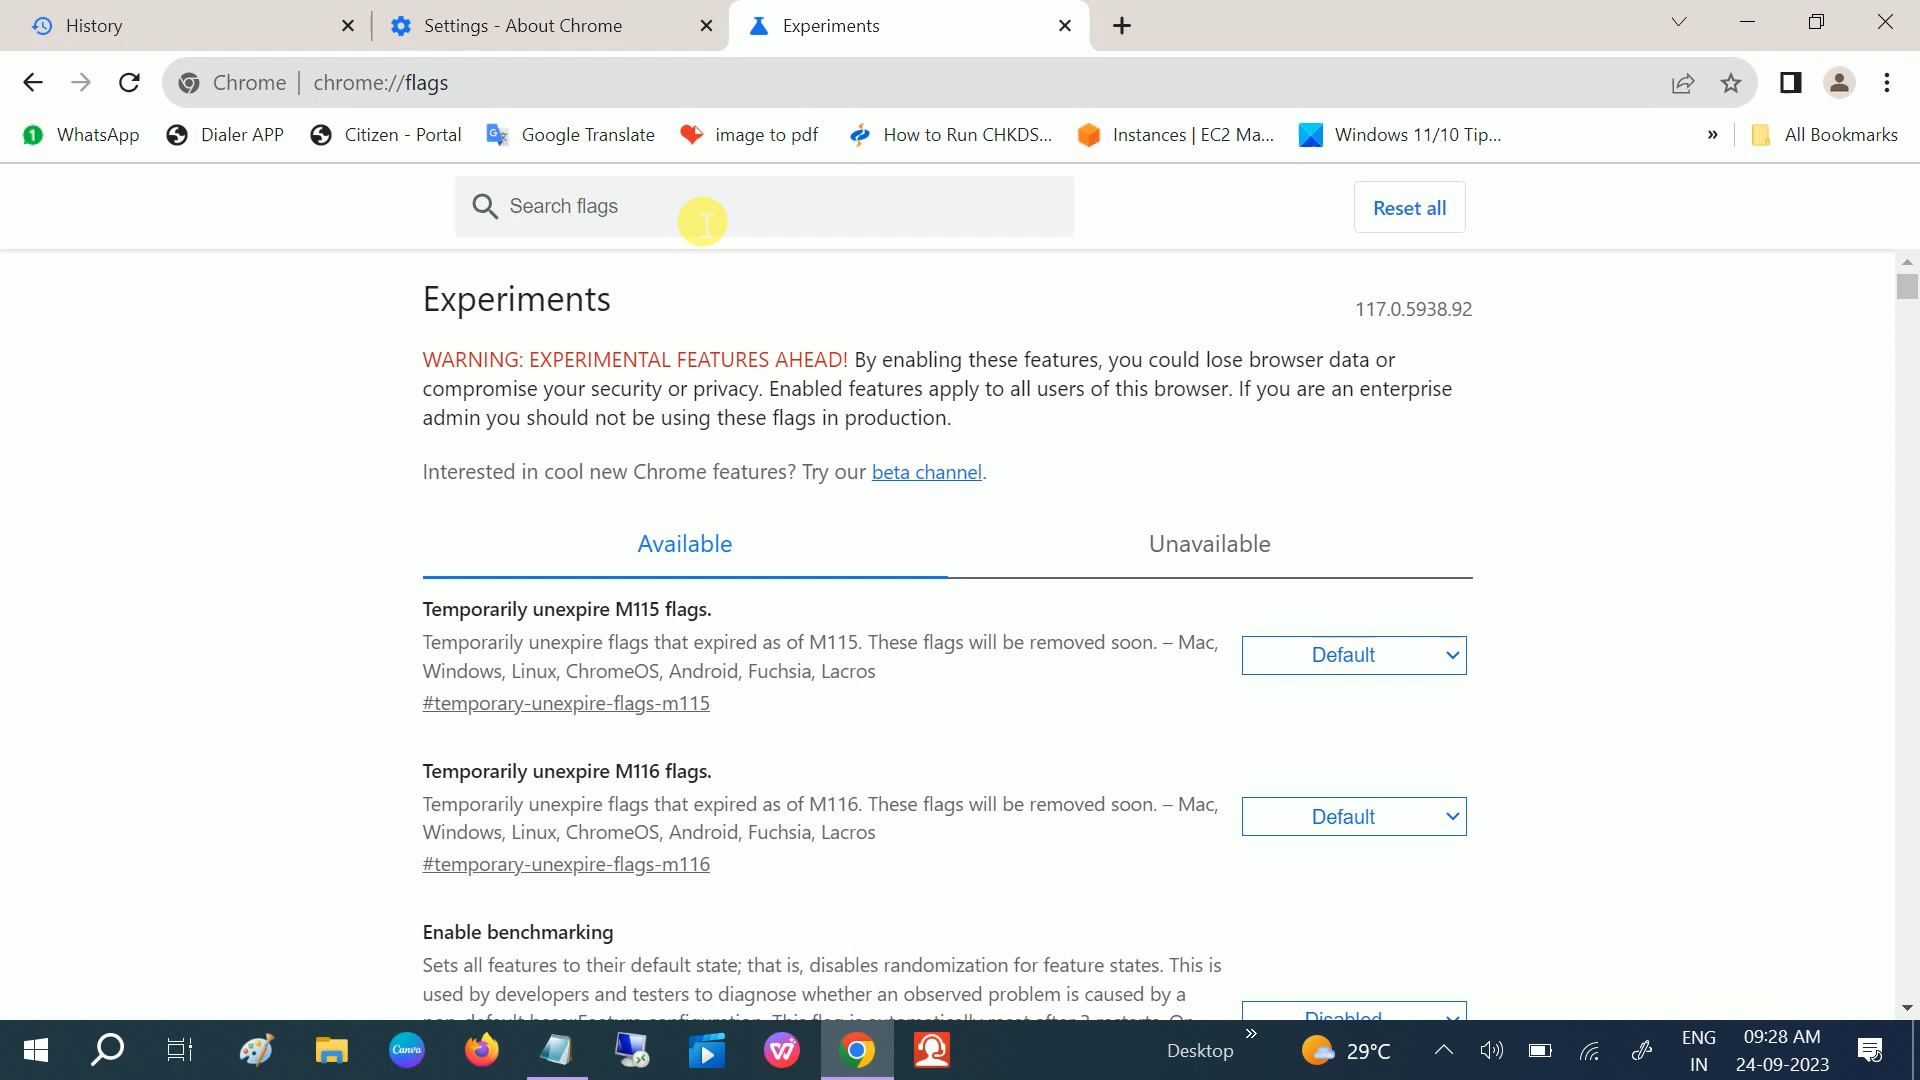 History
Settings - About Chrome
Experiments
Chrome
chrome://flags
1
WhatsApp
Dialer APP
Citizen - Portal
Google Translate
image to pdf
How to Run CHKDS...
Instances | EC2 Ma...
Windows 11/10 Tip...
»
All Bookmarks
Search flags
Reset all
Experiments
117.0.5938.92
WARNING: EXPERIMENTAL FEATURES AHEAD! By enabling these features, you could lose browser data or
compromise your security or privacy. Enabled features apply to all users of this browser. If you are an enterprise
admin you should not be using these flags in production.
Interested in cool new Chrome features? Try our beta channel.
Available
Unavailable
Temporarily unexpire M115 flags.
Temporarily unexpire flags that expired as of M115. These flags will be removed soon. – Mac,
Windows, Linux, ChromeOS, Android, Fuchsia, Lacros
#temporary-unexpire-flags-m115
Default
Temporarily unexpire M116 flags.
Temporarily unexpire flags that expired as of M116. These flags will be removed soon. – Mac,
Windows, Linux, ChromeOS, Android, Fuchsia, Lacros
#temporary-unexpire-flags-m116
Default
Enable benchmarking
Sets all features to their default state; that is, disables randomization for feature states. This is
used by developers and testers to diagnose whether an observed problem is caused by a
Disabled
Canva
Desktop
»
29°C
ENG
IN
09:28 AM
24-09-2023